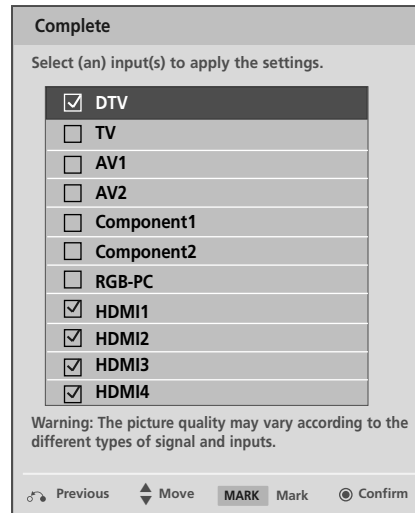 Complete
Select (an) input(s) to apply the settings.
DTV
TV
AV1
AV2
Component1
Component2
RGB-PC
HDMI1
HDMI2
HDMI3
HDMI4
Warning: The picture quality may vary according to the
different types of signal and inputs.
Previous Move MARK Mark Confirm